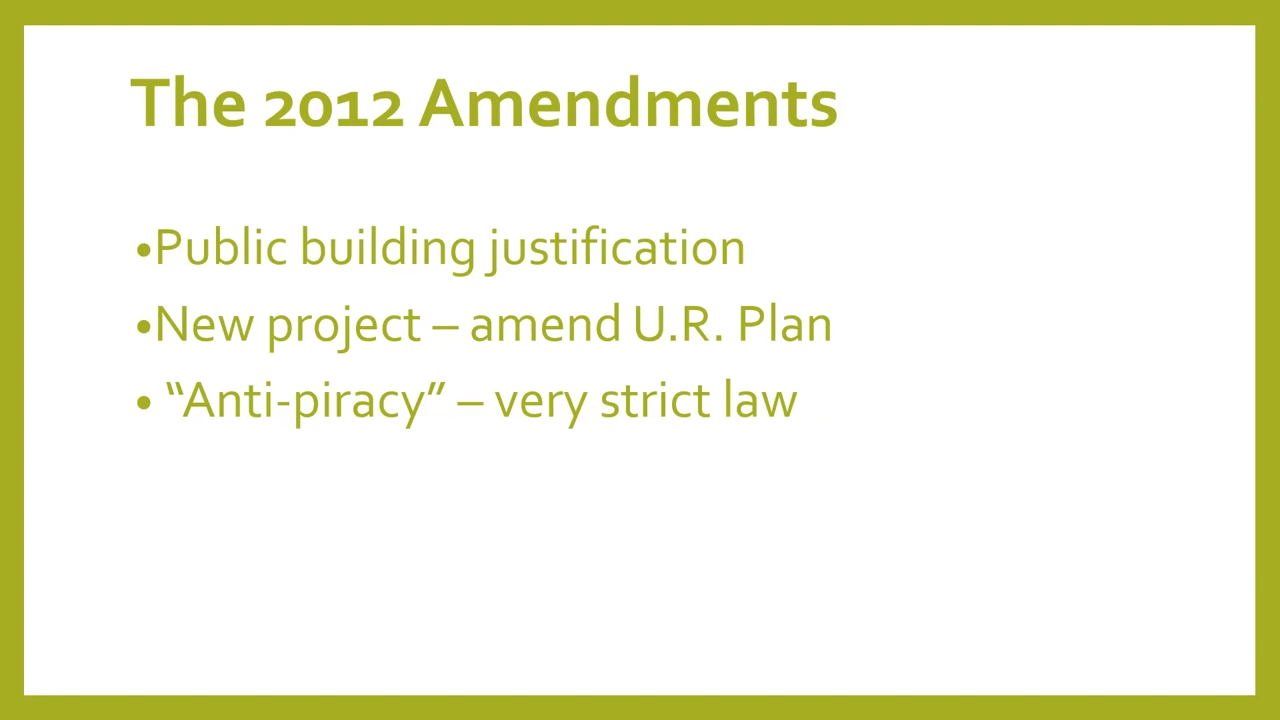 The 2012 Amendments
•Public building justification
•New project – amend U.R. Plan
• “Anti-piracy” – very strict law